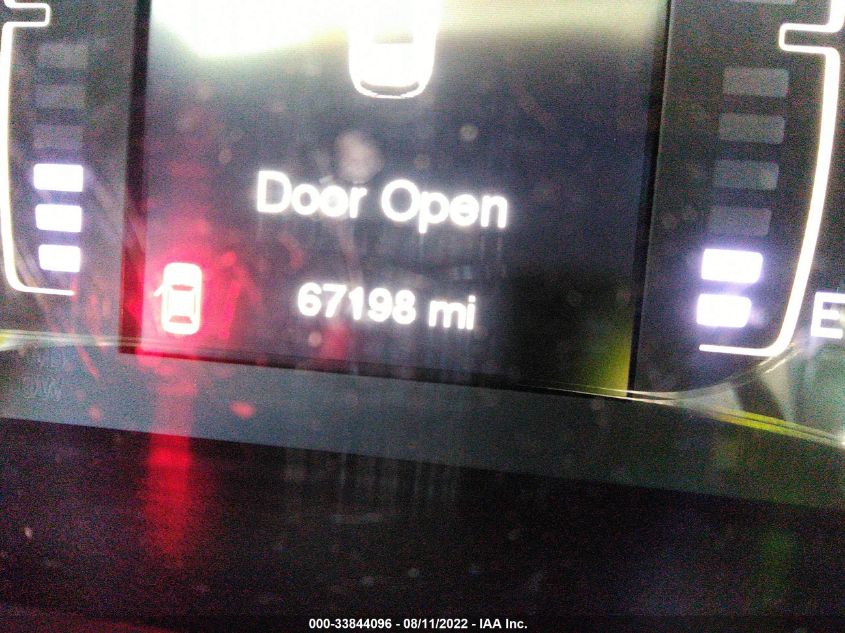 Door Open
67198 mi
E
000-33844096 - 08/11/2022 - IAA Inc.